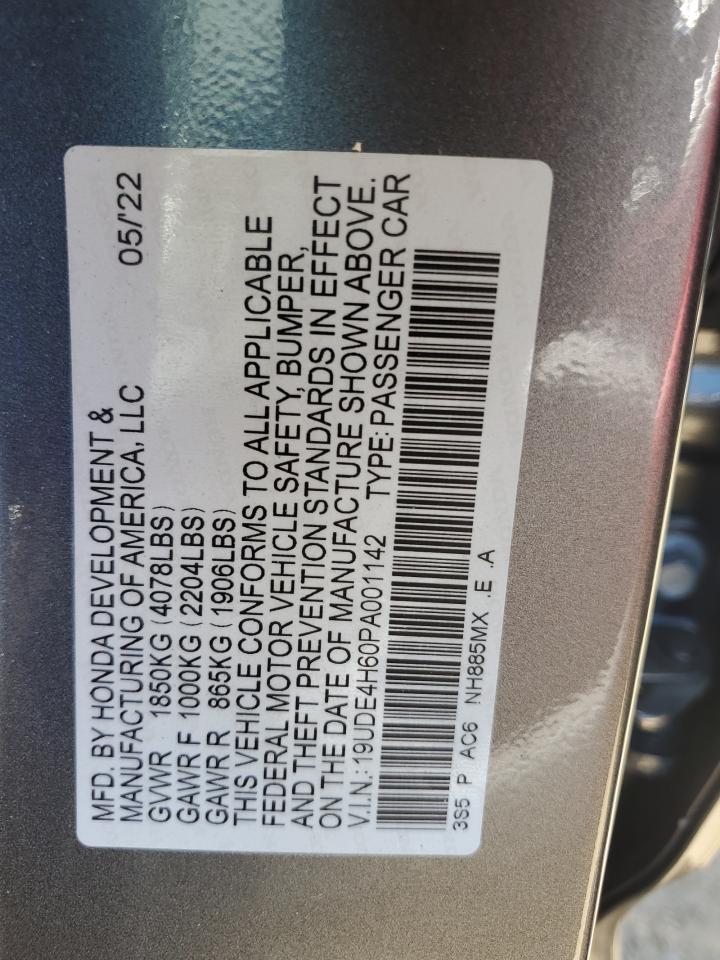 MFD. BY HONDA DEVELOPMENT &
MANUFACTURING OF AMERICA, LLC 05/'22
GVWR 1850KG (4078LBS)
GAWR F 1000KG (2204LBS)
GAWR R 865KG (1906LBS)
THIS VEHICLE CONFORMS TO ALL APPLICABLE
FEDERAL MOTOR VEHICLE SAFETY, BUMPER,
AND THEFT PREVENTION STANDARDS IN EFFECT
ON THE DATE OF MANUFACTURE SHOWN ABOVE.
V.I.N.:19UDE4H60PA001142 TYPE:PASSENGER CAR
3S5 P AC6 NH885MX .E .A